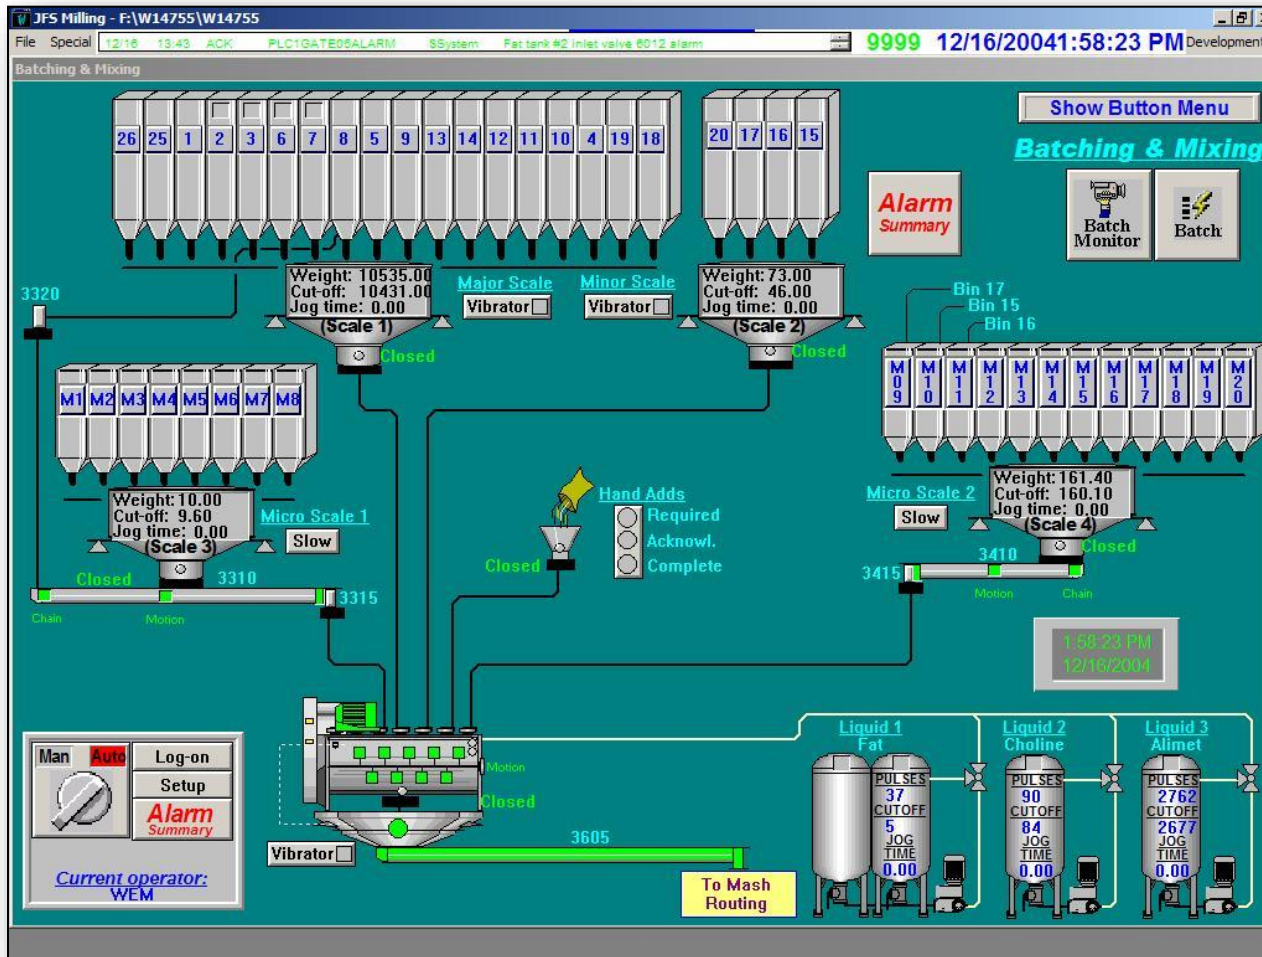 JFS Milling - F:\W14755\W14755
File Special 12/16 13:43 ACK PLC1GATE06ALARM $System Fat tank #2 inlet valve 6012 alarm 9999 12/16/20041:58:23 PM Development
Batching & Mixing
Show Button Menu
26 25 1 2 3 6 7 8 5 9 13 14 12 11 10 4 19 18
20 17 16 15
Batching & Mixing
Alarm
Summary
Batch
Monitor
Batch
Weight: 10535.00
Cut-off: 10431.00
Jog time: 0.00
(Scale 1)
Closed
Major Scale
Vibrator
Minor Scale
Vibrator
Weight: 73.00
Cut-off: 46.00
Jog time: 0.00
(Scale 2)
Closed
3320
Bin 17
Bin 15
Bin 16
M1 M2 M3 M4 M5 M6 M7 M8
M09 M10 M11 M12 M13 M14 M15 M16 M17 M18 M19 M20
Weight: 10.00
Cut-off: 9.60
Jog time: 0.00
(Scale 3)
Micro Scale 1
Slow
Closed
3310
3315
Chain
Motion
Hand Adds
Required
Acknowl.
Complete
Closed
Micro Scale 2
Slow
Weight: 161.40
Cut-off: 160.10
Jog time: 0.00
(Scale 4)
Closed
3410
3415
Motion
Chain
1:58:23 PM
12/16/2004
Man Auto
Log-on
Setup
Alarm
Summary
Current operator:
WEM
Motion
Closed
Vibrator
3605
To Mash
Routing
Liquid 1
Fat
PULSES
37
CUTOFF
5
JOG
TIME
0.00
Liquid 2
Choline
PULSES
90
CUTOFF
84
JOG
TIME
0.00
Liquid 3
Alimet
PULSES
2762
CUTOFF
2677
JOG
TIME
0.00